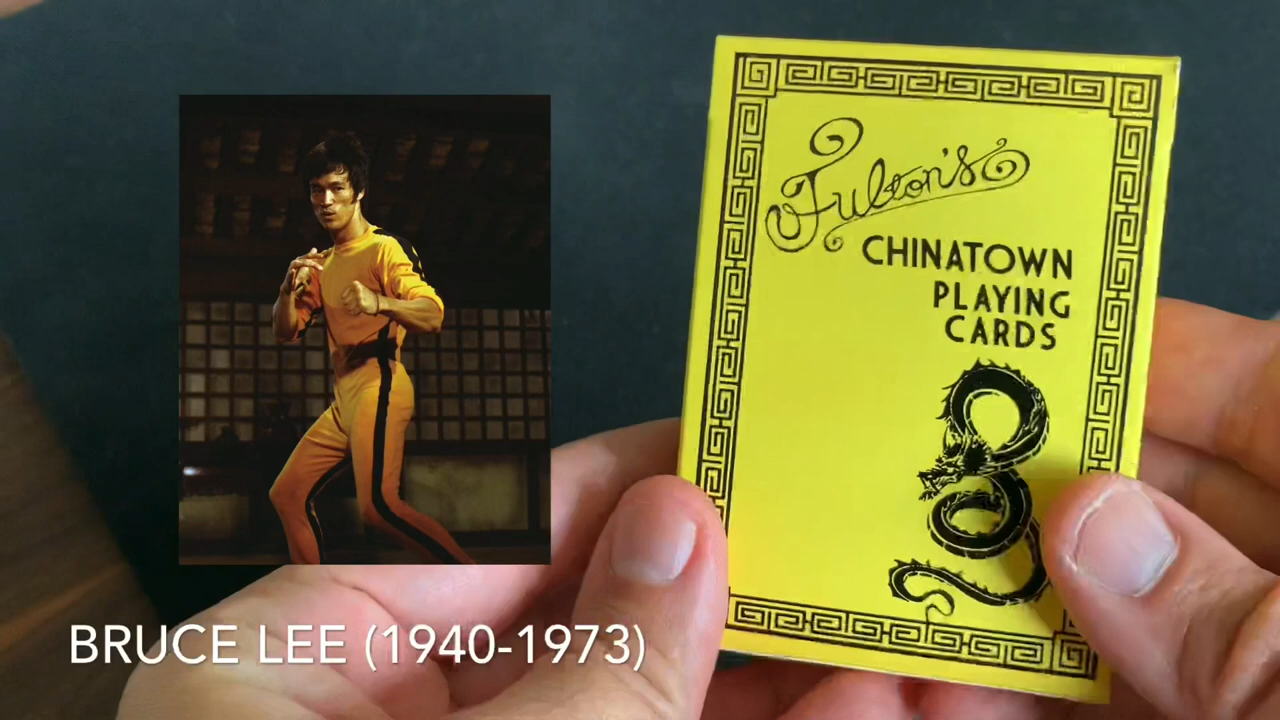 Fulton's
CHINATOWN
PLAYING
CARDS
BRUCE LEE (1940-1973)